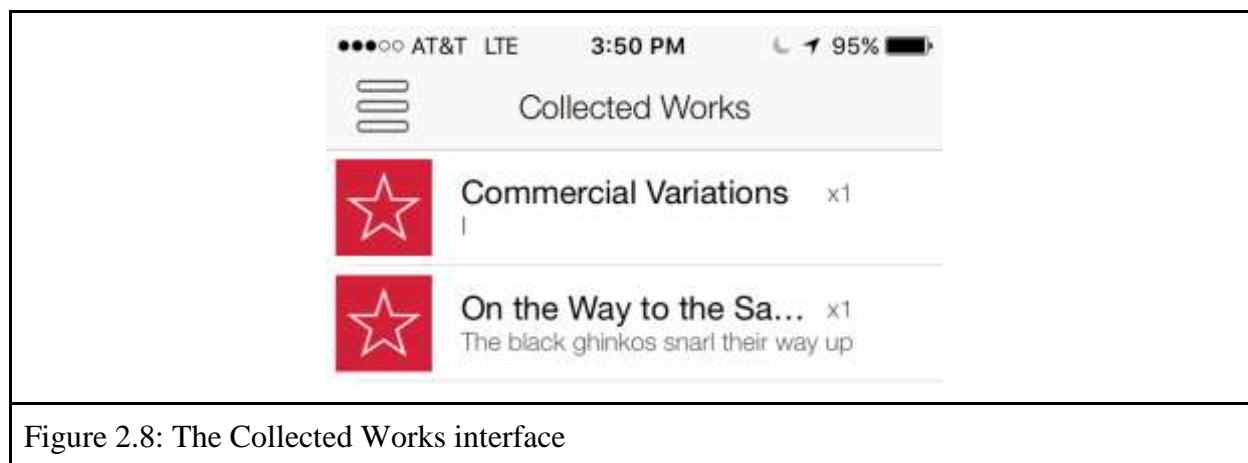 ●●●○○ AT&T LTE 3:50 PM 95%
Collected Works
Commercial Variations x1
I
On the Way to the Sa... x1
The black ghinkos snarl their way up
Figure 2.8: The Collected Works interface